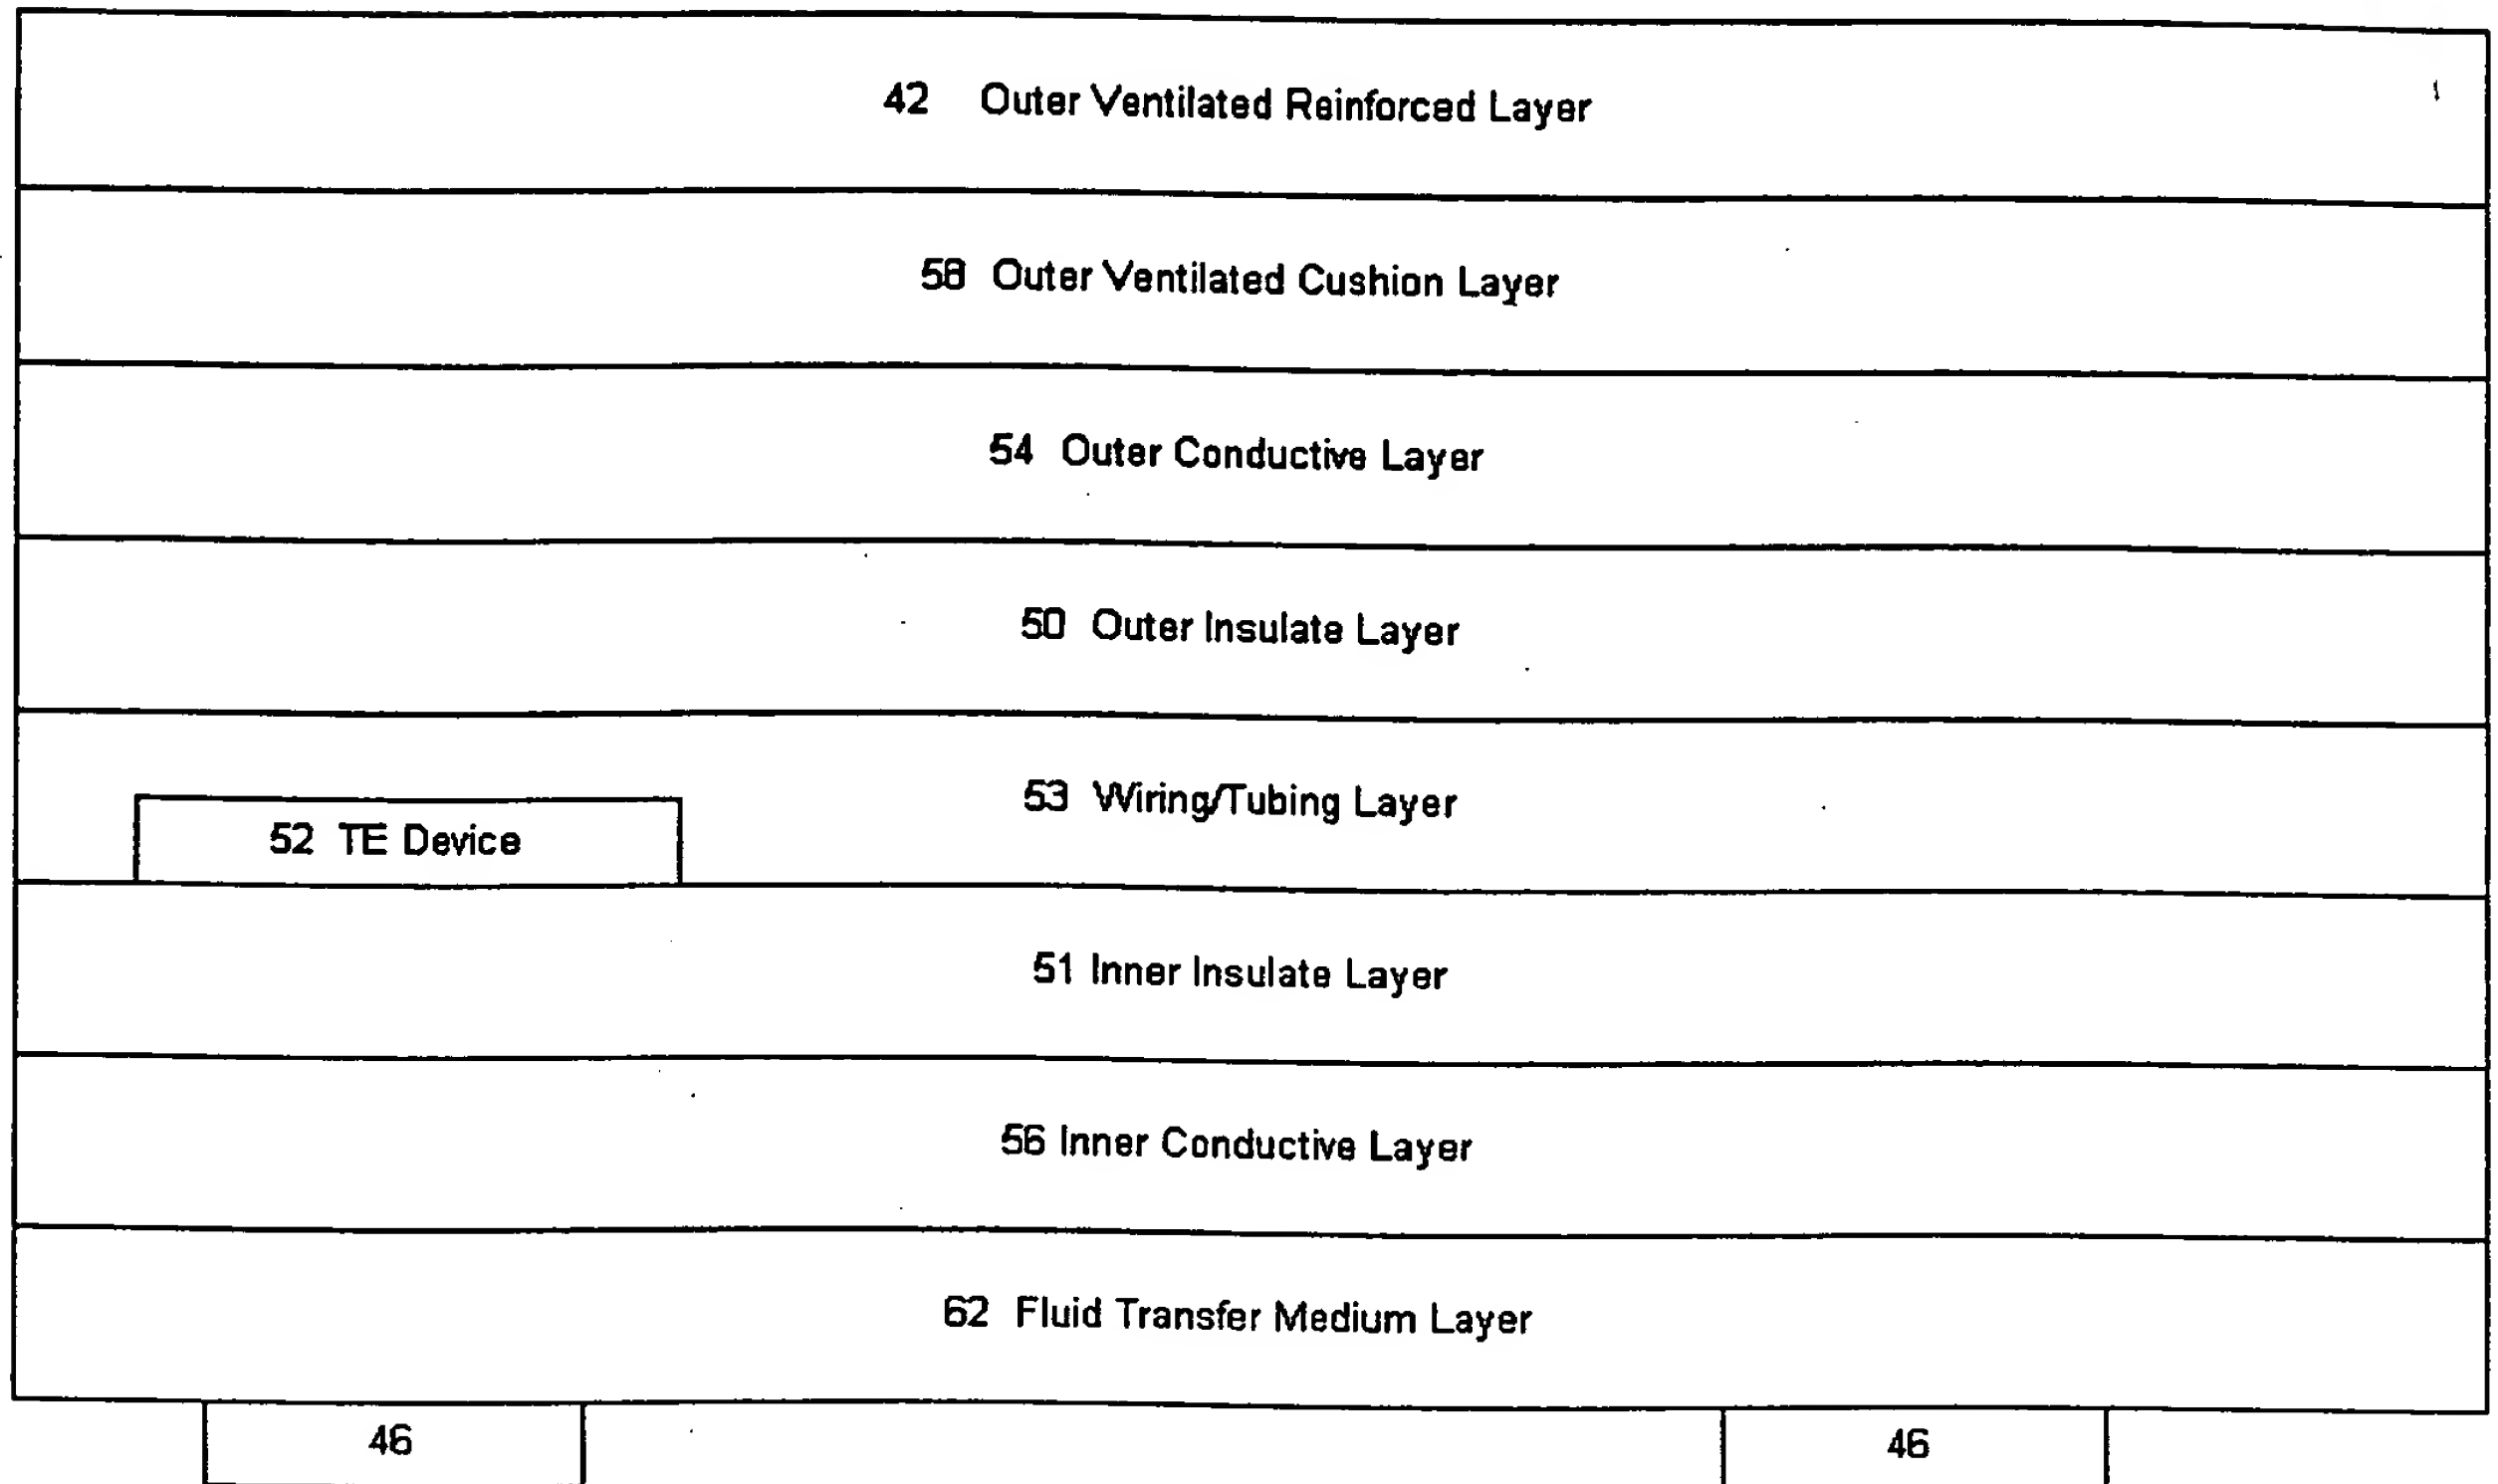 42 Outer Ventilated Reinforced Layer
58 Outer Ventilated Cushion Layer
54 Outer Conductive Layer
50 Outer Insulate Layer
53 Wiring/Tubing Layer
52 TE Device
51 Inner Insulate Layer
56 Inner Conductive Layer
62 Fluid Transfer Medium Layer
46
46